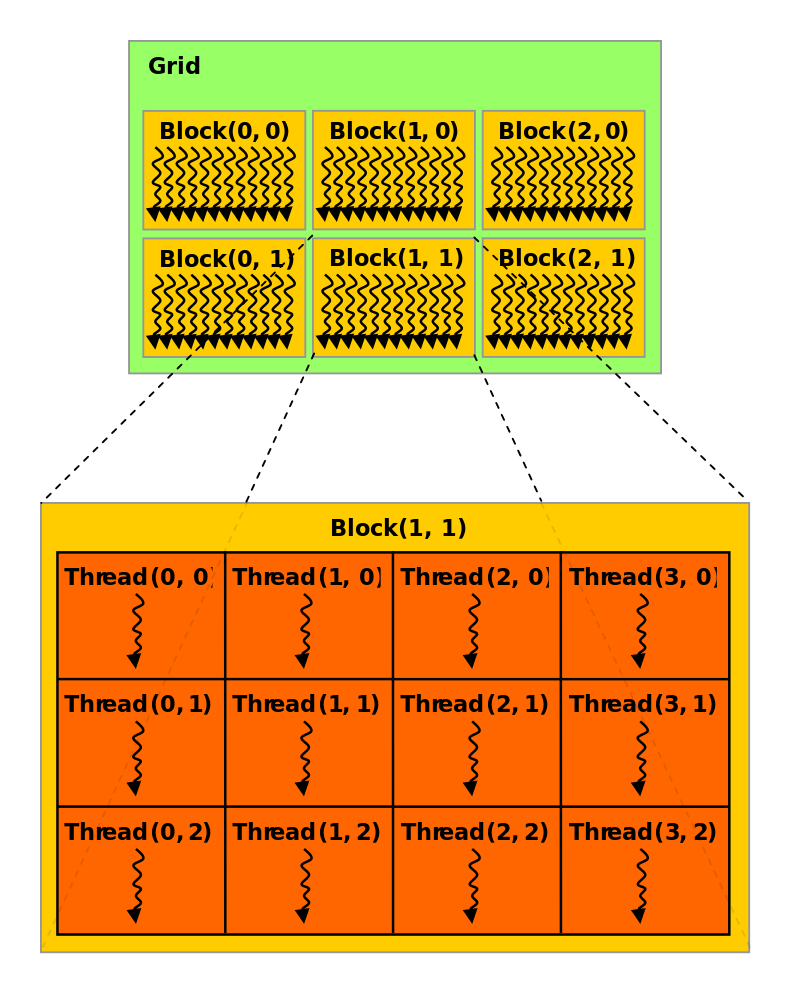 Grid
Block(0, 0) Block(1, 0) Block(2, 0)
Block(0, 1) Block(1, 1) Block(2, 1)
Block(1, 1)
Thread(0, 0) Thread(1, 0) Thread(2, 0) Thread(3, 0)
Thread(0, 1) Thread(1, 1) Thread(2, 1) Thread(3, 1)
Thread(0, 2) Thread(1, 2) Thread(2, 2) Thread(3, 2)